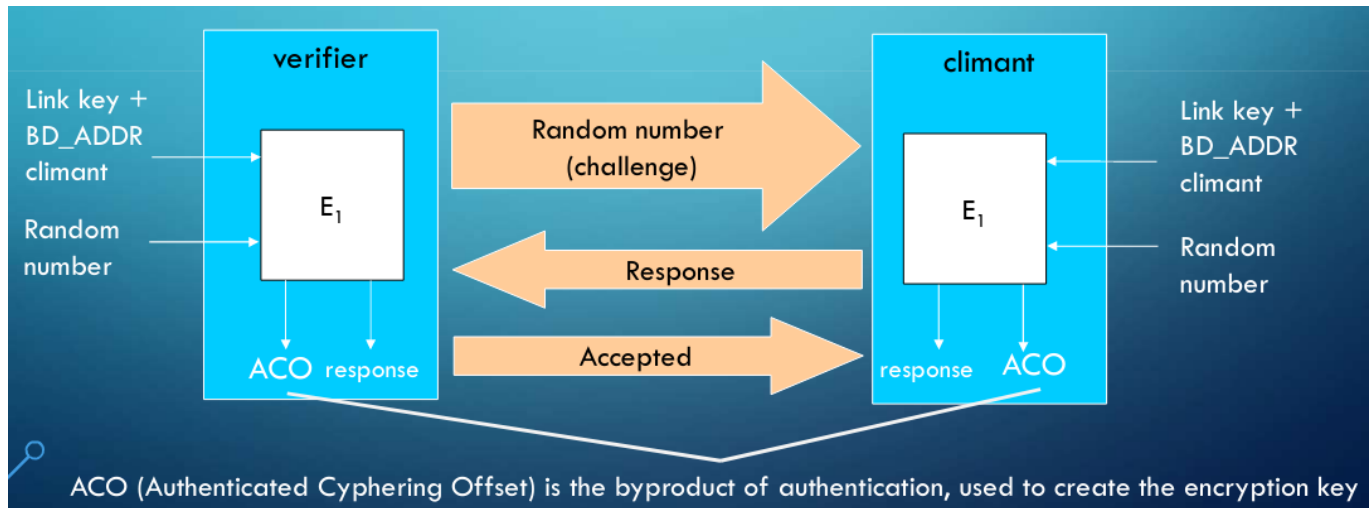 verifier
climant
Link key +
BD_ADDR
climant
Random
number
E1
ACO response
Random number
(challenge)
Response
Accepted
Link key +
BD_ADDR
climant
Random
number
E1
response ACO
ACO (Authenticated Cyphering Offset) is the byproduct of authentication, used to create the encryption key